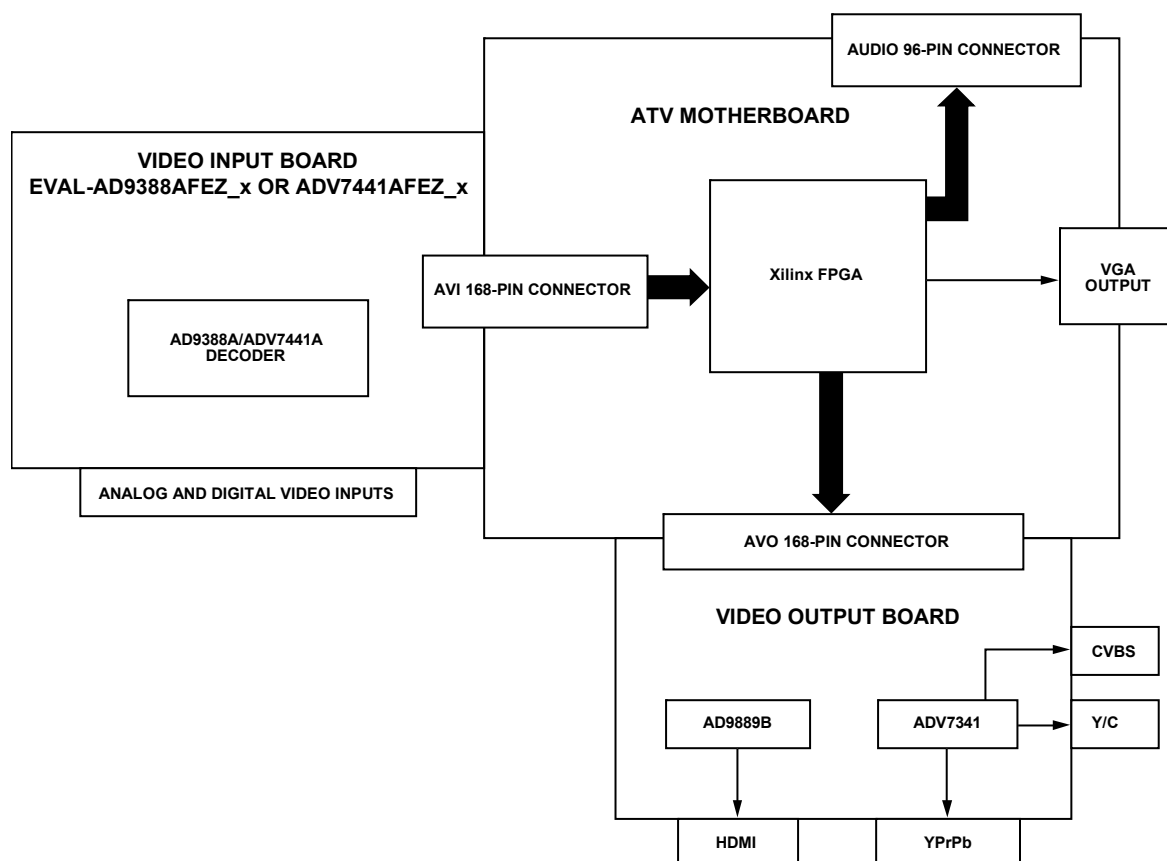 AUDIO 96-PIN CONNECTOR
ATV MOTHERBOARD
VIDEO INPUT BOARD
EVAL-AD9388AFEZ_x OR ADV7441AFEZ_x
Xilinx FPGA
VGA
OUTPUT
AVI 168-PIN CONNECTOR
AD9388A/ADV7441A
DECODER
ANALOG AND DIGITAL VIDEO INPUTS
AVO 168-PIN CONNECTOR
VIDEO OUTPUT BOARD
CVBS
AD9889B
ADV7341
Y/C
HDMI
YPrPb